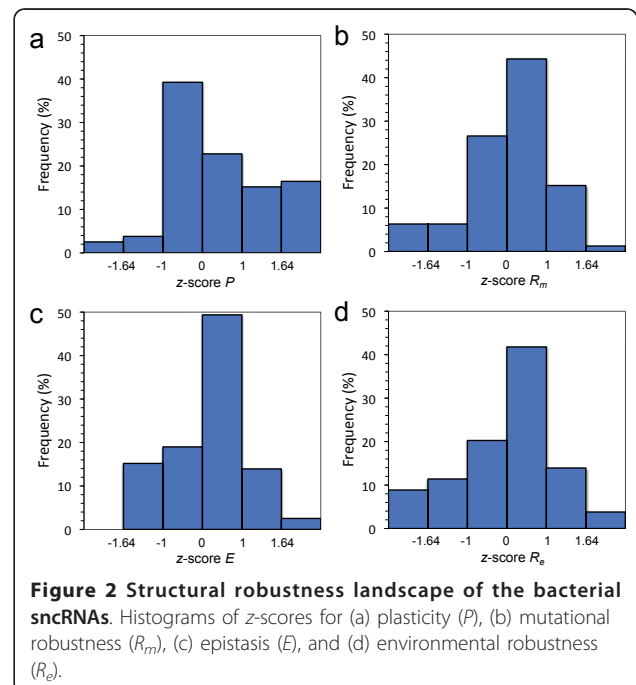 a
b
50
40
30
20
10
0
Frequency (%)
-1.64 -1 0 1 1.64
z-score P
50
40
30
20
10
0
Frequency (%)
-1.64 -1 0 1 1.64
z-score Rm
c
d
50
40
30
20
10
0
Frequency (%)
-1.64 -1 0 1 1.64
z-score E
50
40
30
20
10
0
Frequency (%)
-1.64 -1 0 1 1.64
z-score Re
Figure 2 Structural robustness landscape of the bacterial
sncRNAs. Histograms of z-scores for (a) plasticity (P), (b) mutational
robustness (Rm), (c) epistasis (E), and (d) environmental robustness
(Re).